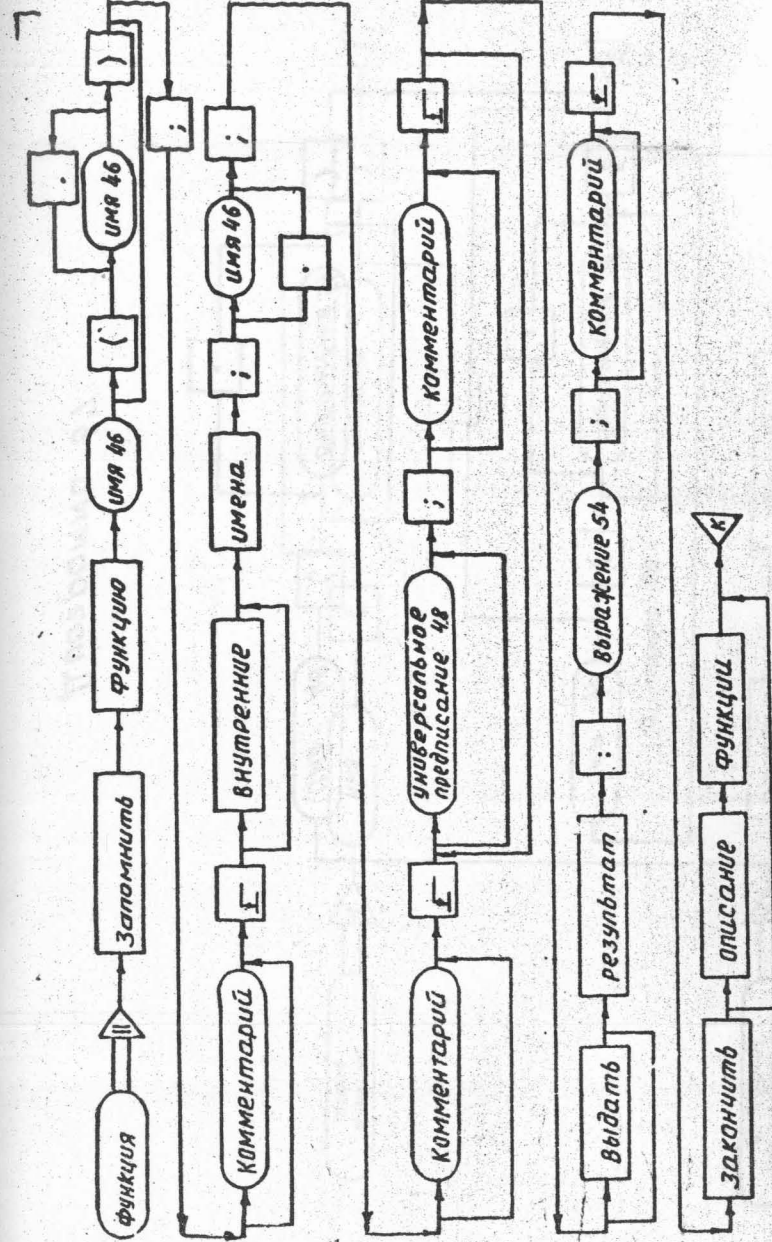 функция || Запомнить функцию имя 46 ( имя 46 . ) ;
Комментарий внутренние имена ; имя 46 . ;
Комментарий универсальное предписание 48 ; Комментарий
Выдать результат : выражение 54 ; Комментарий
закончить описание функции К